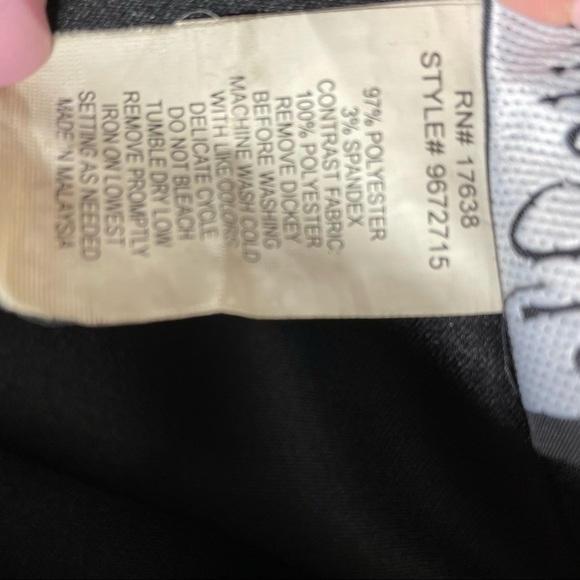 RN# 17638
STYLE# 9672715
97% POLYESTER
3% SPANDEX
CONTRAST FABRIC:
100% POLYESTER
REMOVE DICKEY
BEFORE WASHING
MACHINE WASH COLD
WITH LIKE COLORS
DELICATE CYCLE
DO NOT BLEACH
TUMBLE DRY LOW
REMOVE PROMPTLY
IRON ON LOWEST
SETTING AS NEEDED
MADE IN MALAYSIA